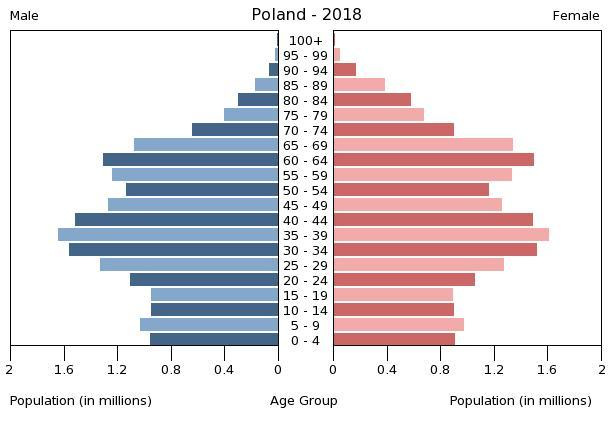 Male Poland - 2018 Female
100+
95 - 99
90 - 94
85 - 89
80 - 84
75 - 79
70 - 74
65 - 69
60 - 64
55 - 59
50 - 54
45 - 49
40 - 44
35 - 39
30 - 34
25 - 29
20 - 24
15 - 19
10 - 14
5 - 9
0 - 4
2 1.6 1.2 0.8 0.4 0 0 0.4 0.8 1.2 1.6 2
Population (in millions) Age Group Population (in millions)